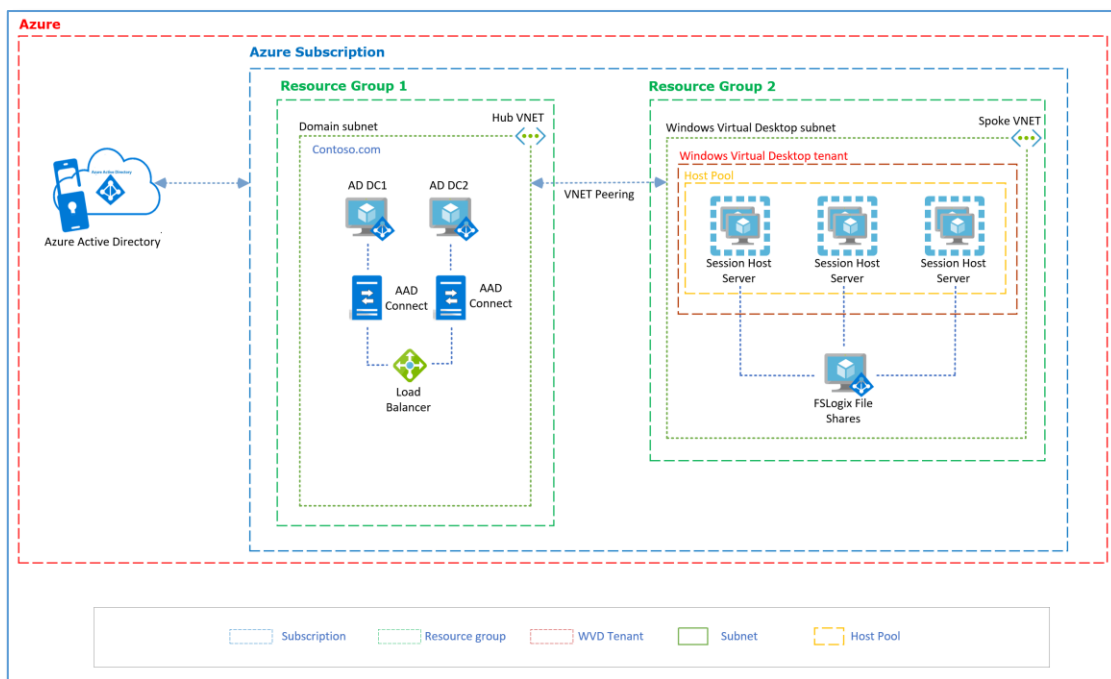 Azure
Azure Subscription
Resource Group 1
Hub VNET
Domain subnet
Contoso.com
AD DC1
AD DC2
AAD
Connect
AAD
Connect
Load
Balancer
Azure Active Directory
Azure Active Directory
VNET Peering
Resource Group 2
Spoke VNET
Windows Virtual Desktop subnet
Windows Virtual Desktop tenant
Host Pool
Session Host
Server
Session Host
Server
Session Host
Server
FSLogix File
Shares
Subscription
Resource group
WVD Tenant
Subnet
Host Pool